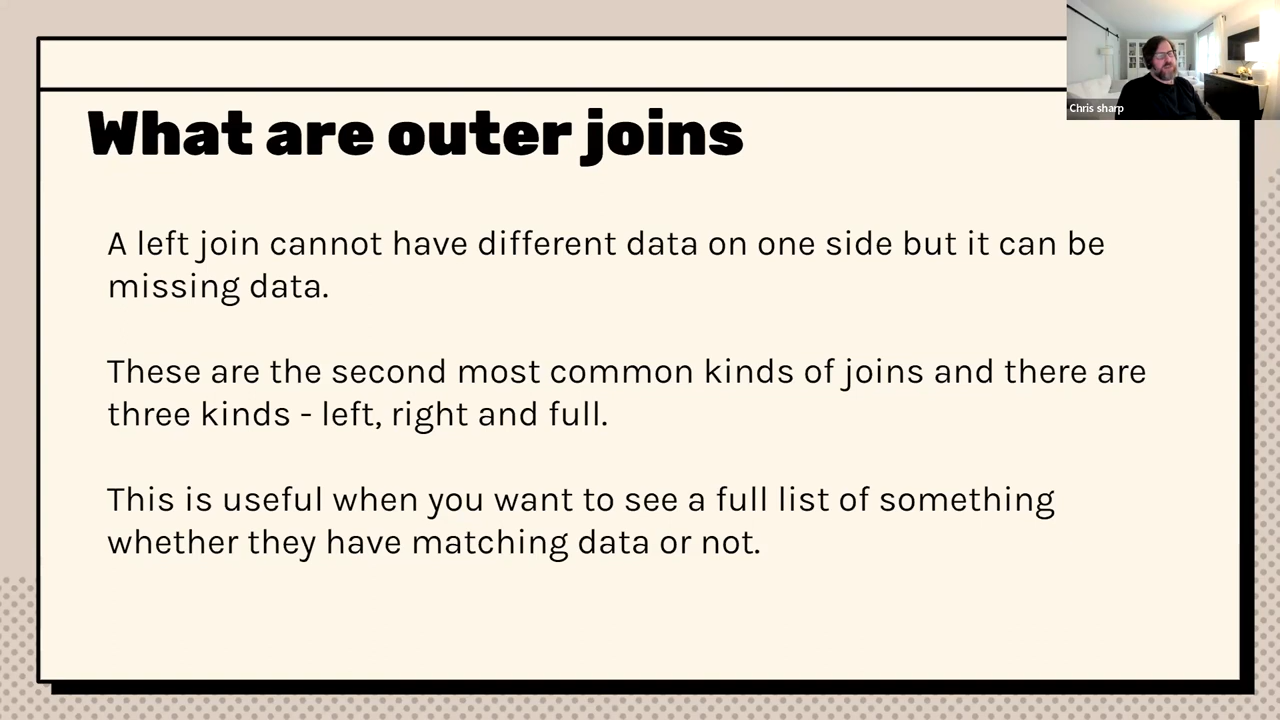 Chris sharp
What are outer joins
A left join cannot have different data on one side but it can be
missing data.
These are the second most common kinds of joins and there are
three kinds - left, right and full.
This is useful when you want to see a full list of something
whether they have matching data or not.